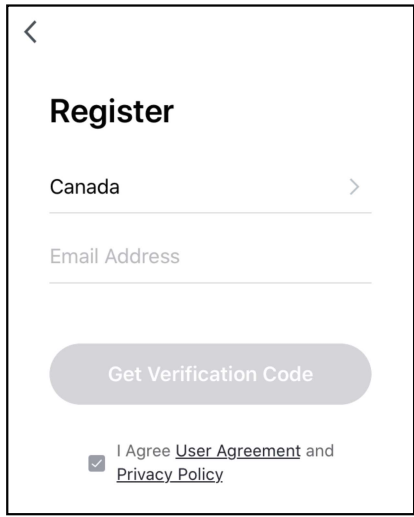 Register
Canada
Email Address
Get Verification Code
I Agree User Agreement and
Privacy Policy